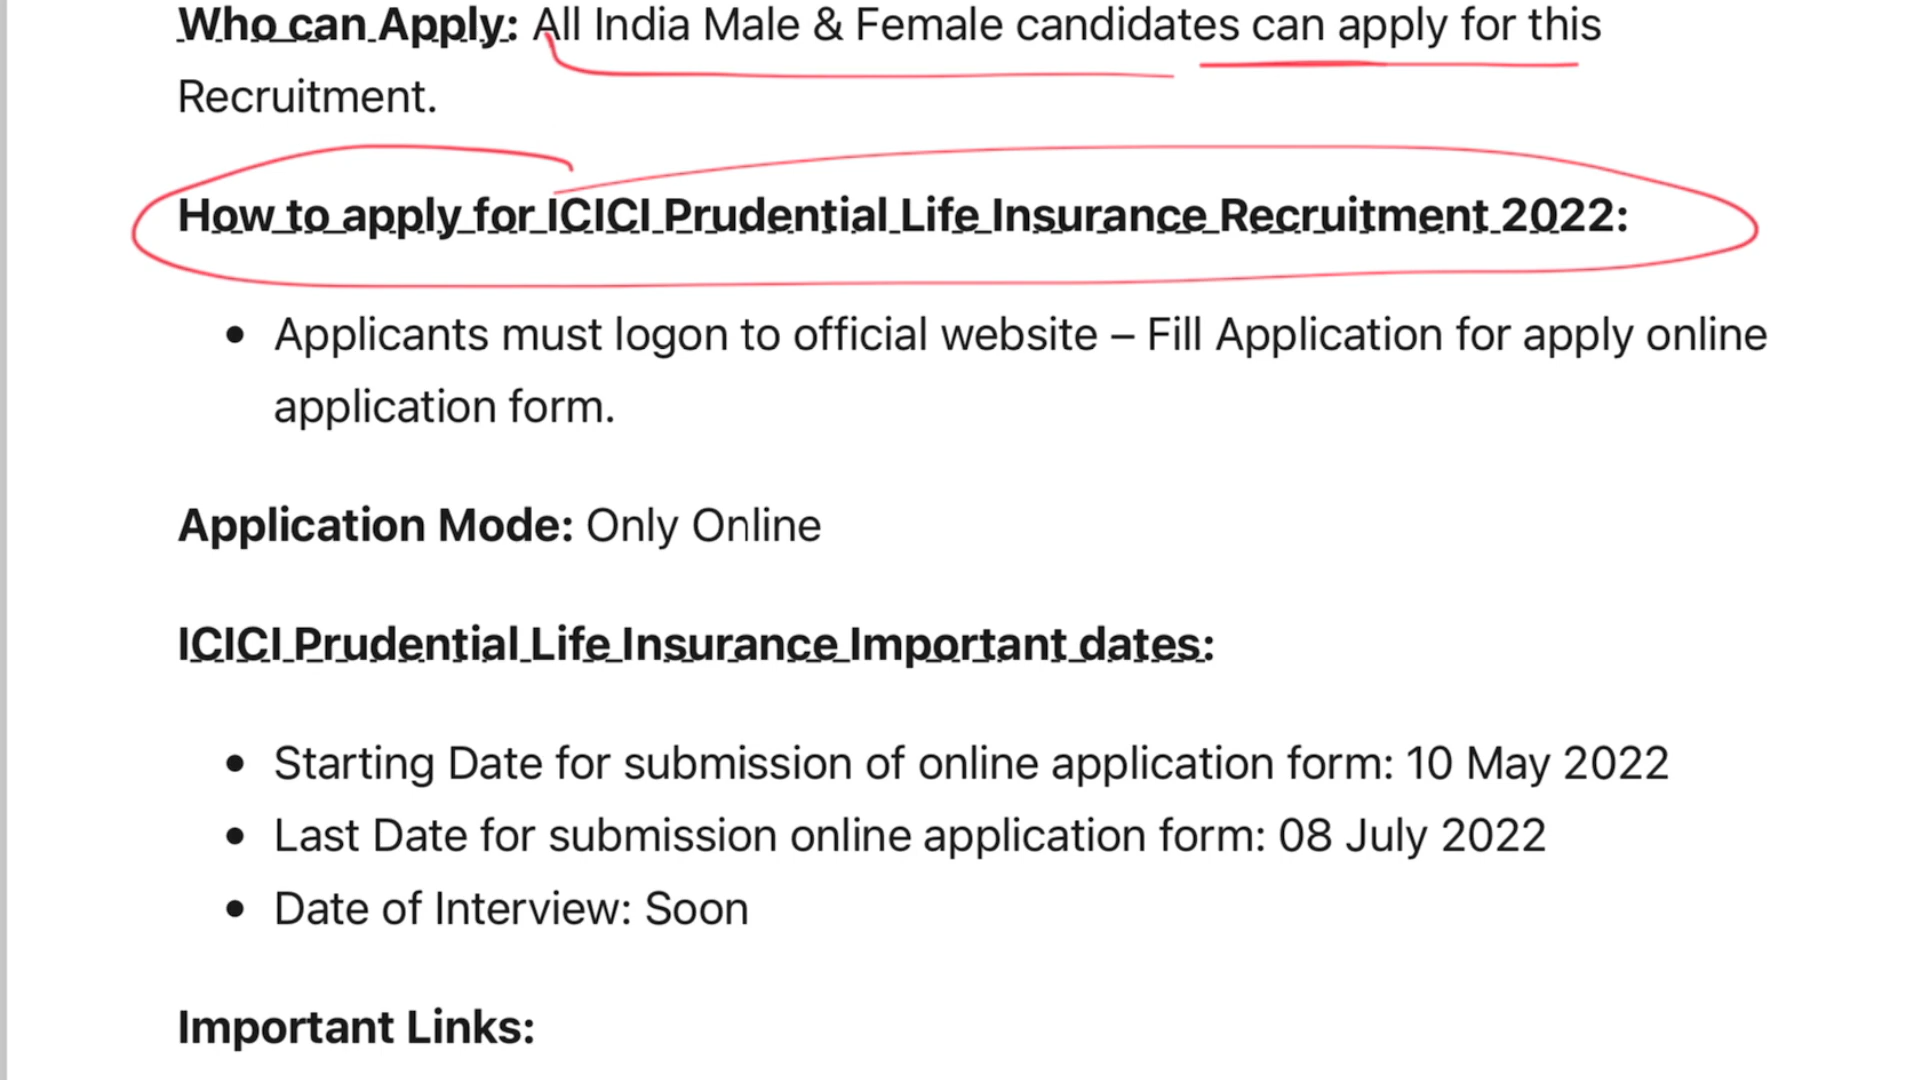 Who can Apply: All India Male & Female candidates can apply for this
Recruitment.
How to apply for ICICI Prudential Life Insurance Recruitment 2022:
• Applicants must logon to official website – Fill Application for apply online
application form.
Application Mode: Only Online
ICICI Prudential Life Insurance Important dates:
• Starting Date for submission of online application form: 10 May 2022
• Last Date for submission online application form: 08 July 2022
• Date of Interview: Soon
Important Links: